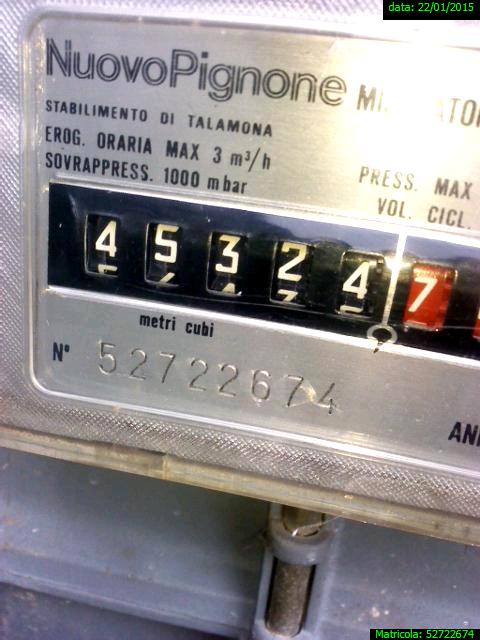 data: 22/01/2015
NuovoPignone
STABILIMENTO DI TALAMONA
EROG. ORARIA MAX 3 m³/h
SOVRAPPRESS. 1000 mbar
PRESS. MAX
VOL. CICL.
4 5 3 2 4 7
metri cubi
N° 52722674
Matricola: 52722674